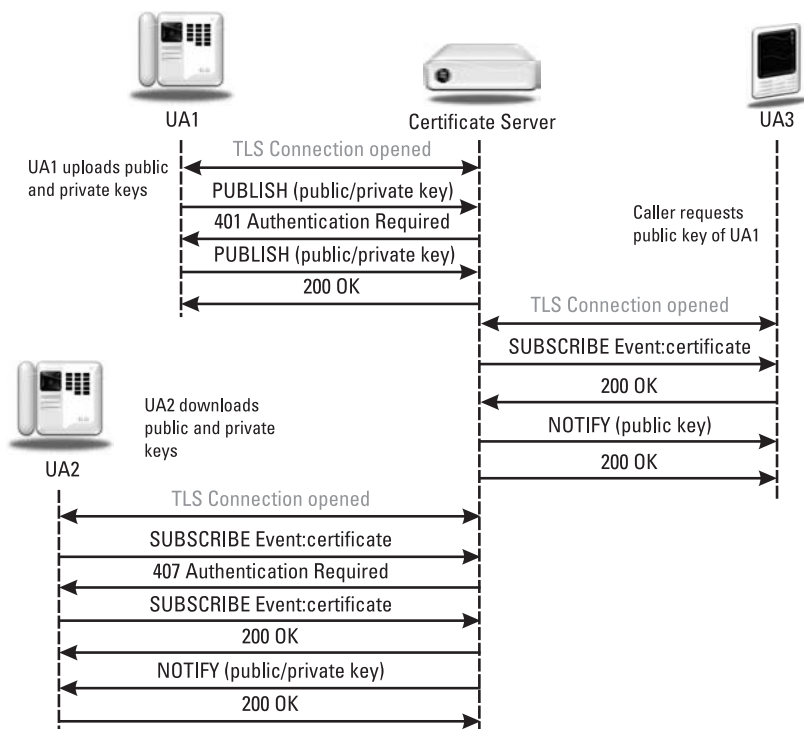 UA1
Certificate Server
UA3
UA1 uploads public
and private keys
TLS Connection opened
PUBLISH (public/private key)
401 Authentication Required
PUBLISH (public/private key)
200 OK
Caller requests
public key of UA1
TLS Connection opened
SUBSCRIBE Event:certificate
200 OK
NOTIFY (public key)
200 OK
UA2
UA2 downloads
public and private
keys
TLS Connection opened
SUBSCRIBE Event:certificate
407 Authentication Required
SUBSCRIBE Event:certificate
200 OK
NOTIFY (public/private key)
200 OK